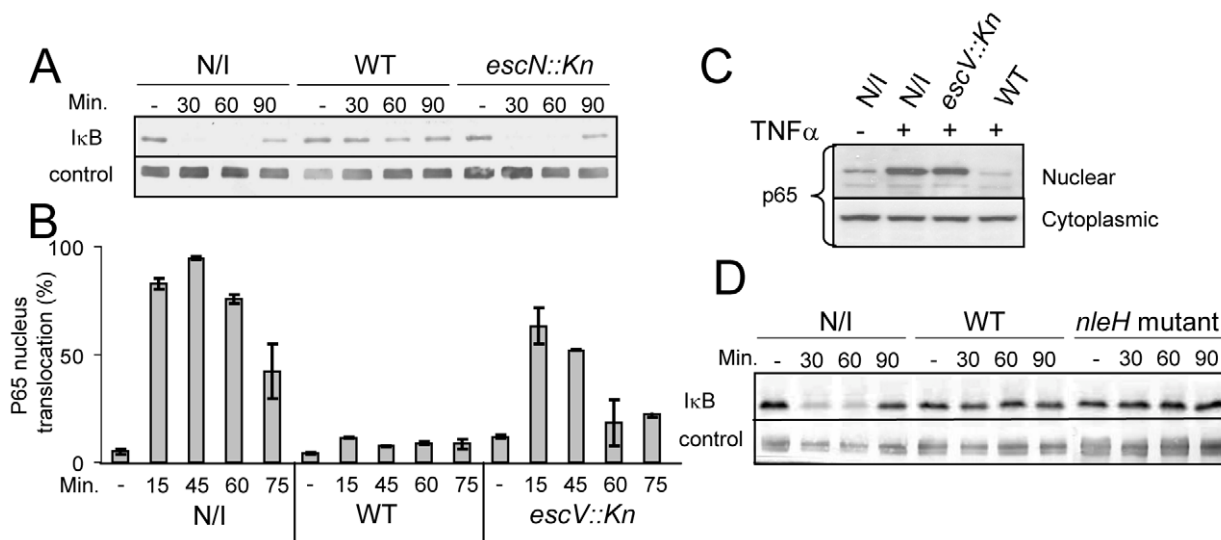 A
N/I WT escN::Kn
Min. - 30 60 90 - 30 60 90 - 30 60 90
IκB
control
B
P65 nucleus
translocation (%)
100
50
0
Min. - 15 45 60 75 - 15 45 60 75 - 15 45 60 75
N/I WT escV::Kn
C
N/I N/I escV::Kn WT
TNFα - + + +
p65
Nuclear
Cytoplasmic
D
N/I WT nleH mutant
Min. - 30 60 90 - 30 60 90 - 30 60 90
IκB
control